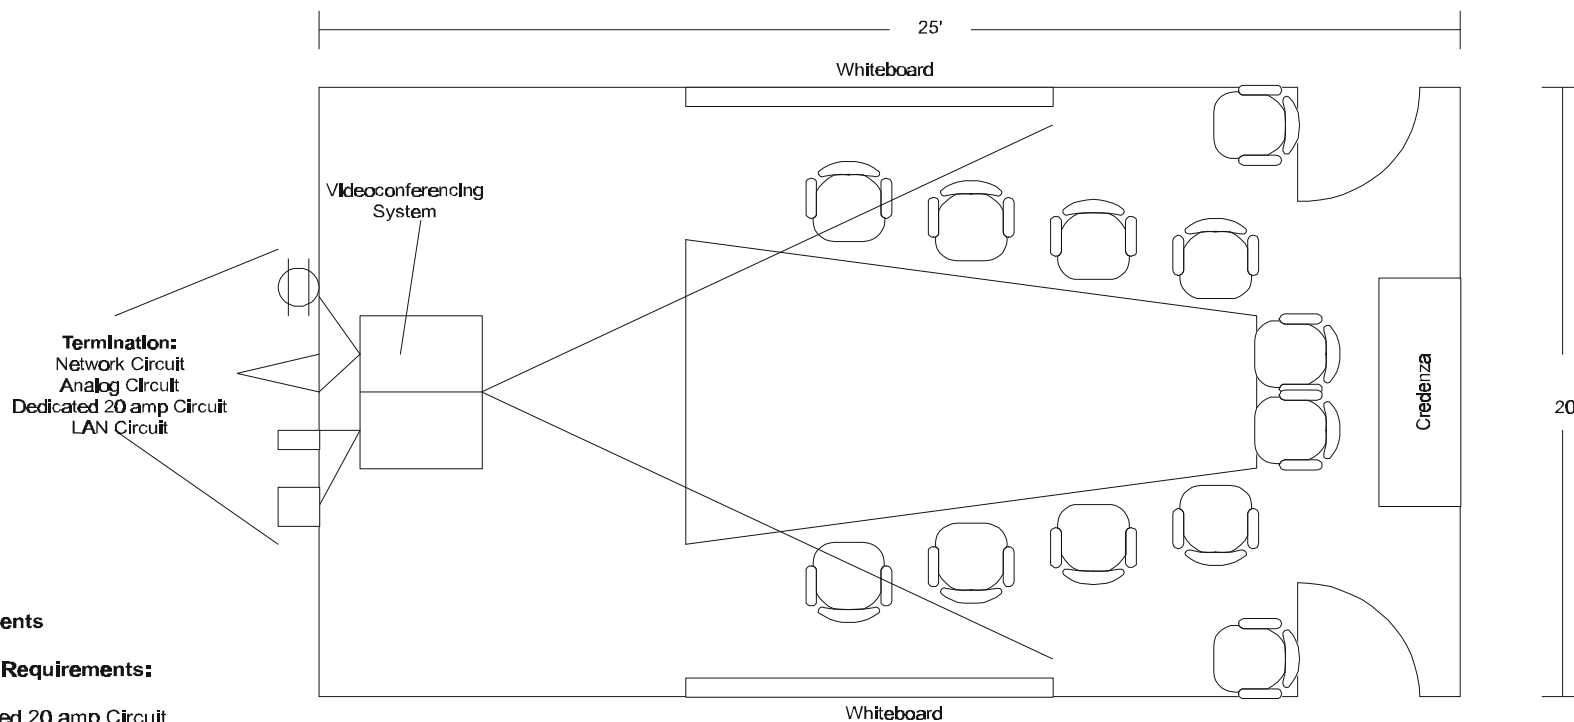 25'
Whiteboard
Videoconferencing
System
Termination:
Network Circuit
Analog Circuit
Dedicated 20 amp Circuit
LAN Circuit
Credenza
20
ents
Requirements:
ed 20 amp Circuit
Whiteboard